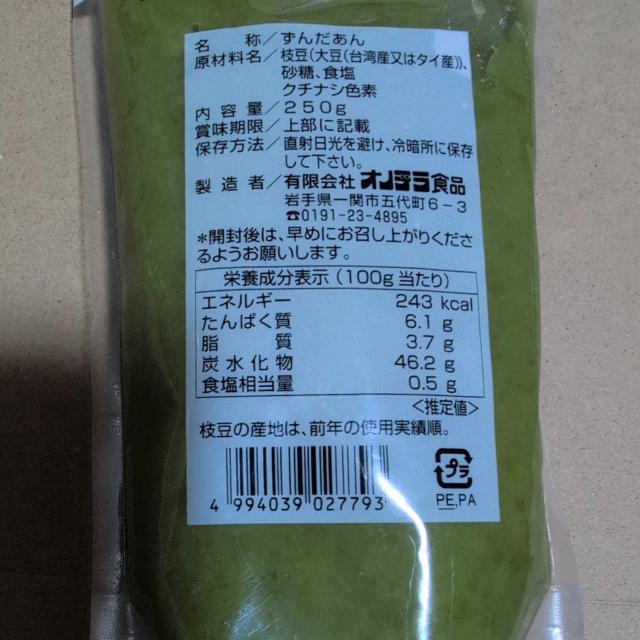 名　　称／ずんだあん
原材料名／枝豆(大豆(台湾産又はタイ産))、
砂糖、食塩
クチナシ色素
内容量／250g
賞味期限／上部に記載
保存方法／直射日光を避け、冷暗所に保存
して下さい。
製造者／有限会社 オノデラ食品
岩手県一関市五代町6-3
☎0191-23-4895
*開封後は、早めにお召し上がりくださ
るようお願いします。
栄養成分表示(100g当たり)
エネルギー 243 kcal
たんぱく質 6.1 g
脂　　質 3.7 g
炭水化物 46.2 g
食塩相当量 0.5 g
<推定値>
枝豆の産地は、前年の使用実績順。
プラ
PE,PA
4 994039 027793